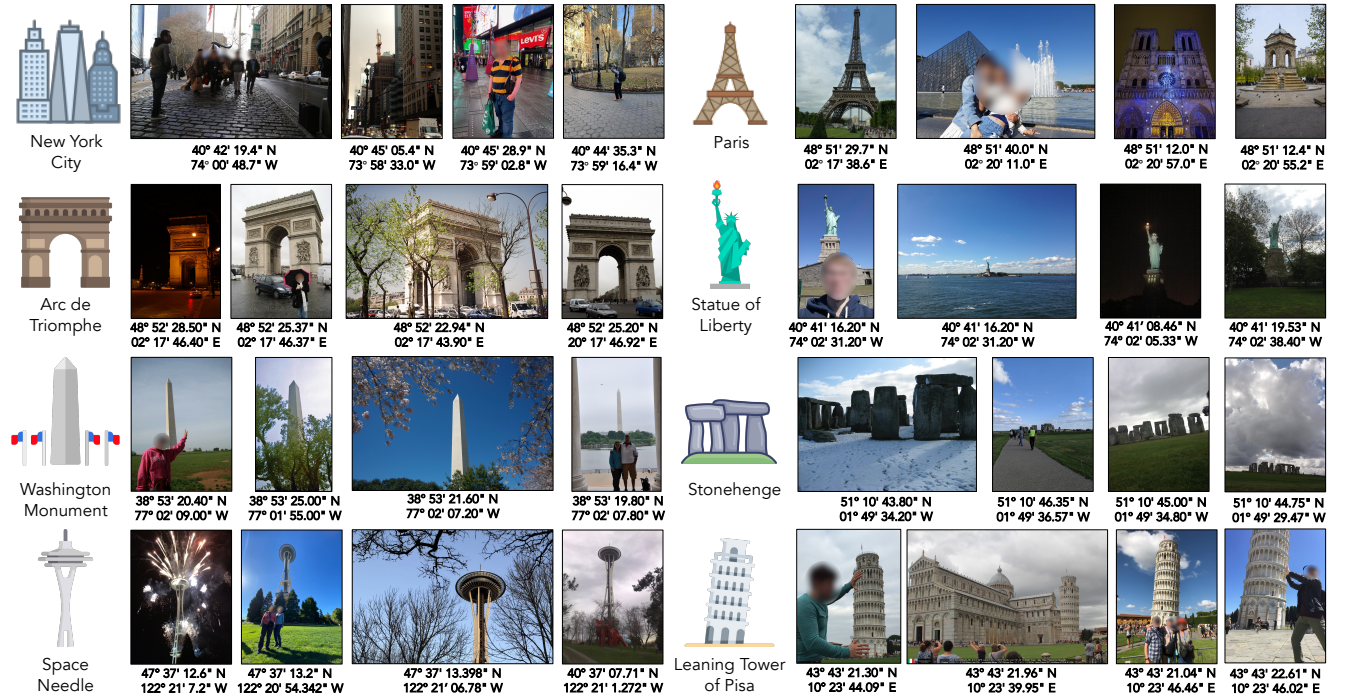 40° 42' 19.4" N
74° 00' 48.7" W
40° 45' 05.4" N
73° 58' 33.0" W
LEVI'S
40° 45' 28.9" N
73° 59' 02.8" W
40° 44' 35.3" N
73° 59' 16.4" W
New York
City
48° 51' 29.7" N
02° 17' 38.6" E
48° 51' 40.0" N
02° 20' 11.0" E
48° 51' 12.0" N
02° 20' 57.0" E
48° 51' 12.4" N
02° 20' 55.2" E
Paris
Arc de
Triomphe
48° 52' 28.50" N
02° 17' 46.40" E
48° 52' 25.37" N
02° 17' 46.37" E
48° 52' 22.94" N
02° 17' 43.90" E
48° 52' 25.20" N
20° 17' 46.92" E
Statue of
Liberty
40° 41' 16.20" N
74° 02' 31.20" W
40° 41' 16.20" N
74° 02' 31.20" W
40° 41' 08.46" N
74° 02' 05.33" W
40° 41' 19.53" N
74° 02' 38.40" W
Washington
Monument
38° 53' 20.40" N
77° 02' 09.00" W
38° 53' 25.00" N
77° 01' 55.00" W
38° 53' 21.60" N
77° 02' 07.20" W
38° 53' 19.80" N
77° 02' 07.80" W
Stonehenge
51° 10' 43.80" N
01° 49' 34.20" W
51° 10' 46.35" N
01° 49' 36.57" W
51° 10' 45.00" N
01° 49' 34.80" W
51° 10' 44.75" N
01° 49' 29.47" W
Space
Needle
47° 37' 12.6" N
122° 21' 7.2" W
47° 37' 13.2" N
122° 20' 54.342" W
47° 37' 13.398" N
122° 21' 06.78" W
40° 37' 07.71" N
122° 21' 1.272" W
Leaning Tower
of Pisa
43° 43' 21.30" N
10° 23' 44.09" E
43° 43' 21.96" N
10° 23' 39.95" E
43° 43' 21.04" N
10° 23' 46.46" E
43° 43' 22.61" N
10° 23' 46.02" E